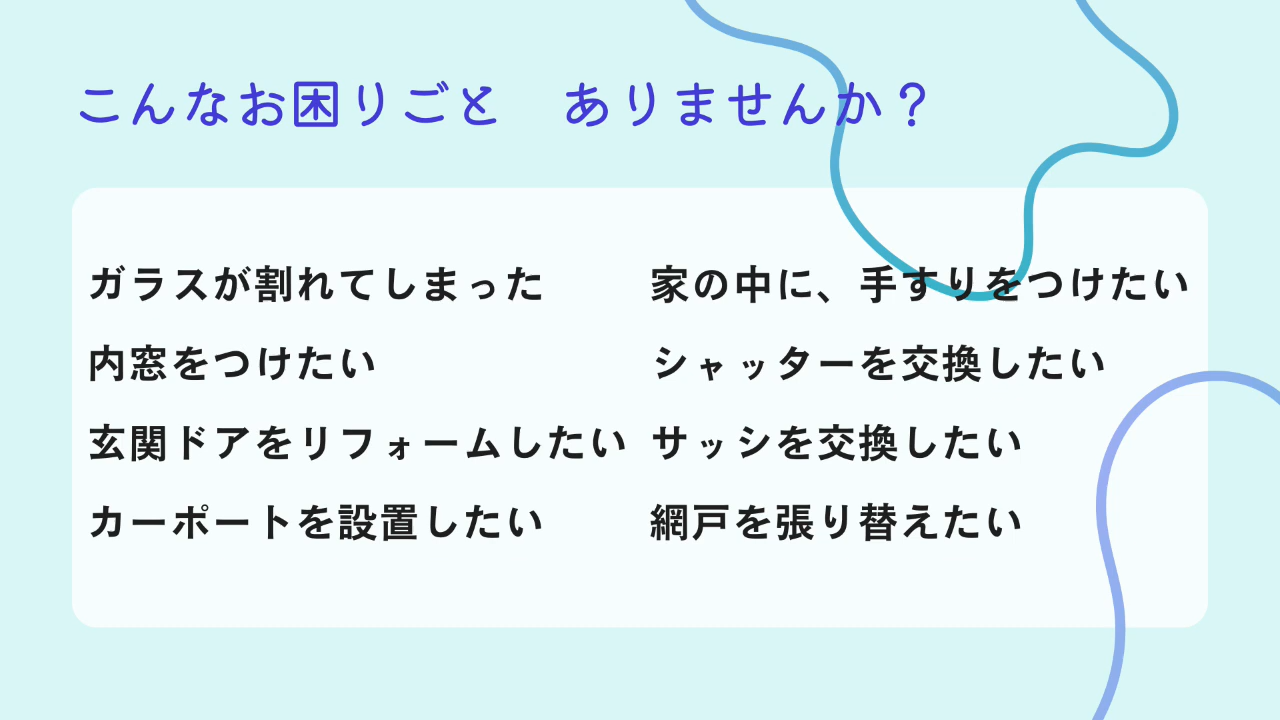 こんなお困りごと　ありませんか？
ガラスが割れてしまった
内窓をつけたい
玄関ドアをリフォームしたい
カーポートを設置したい
家の中に、手すりをつけたい
シャッターを交換したい
サッシを交換したい
網戸を張り替えたい